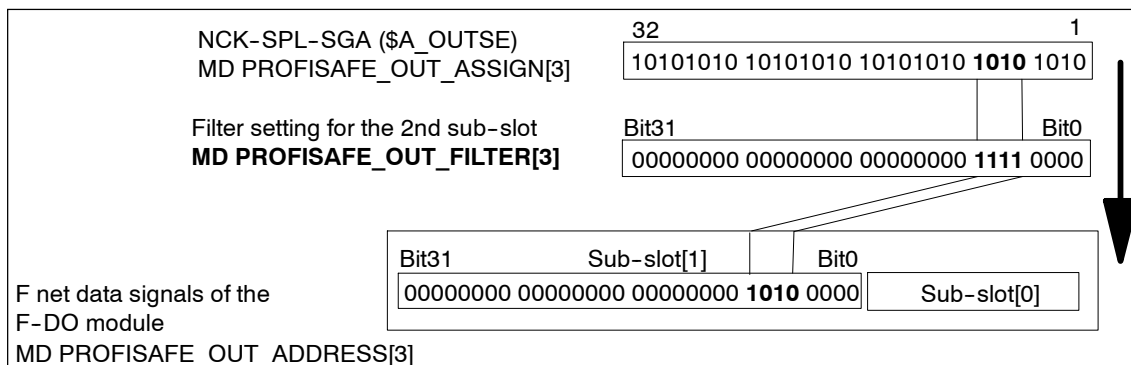 NCK-SPL-SGA ($A_OUTSE)
MD PROFISAFE_OUT_ASSIGN[3]
32 1
10101010 10101010 10101010 1010 1010
Filter setting for the 2nd sub-slot
MD PROFISAFE_OUT_FILTER[3]
Bit31 Bit0
00000000 00000000 00000000 1111 0000
Bit31 Sub-slot[1] Bit0
00000000 00000000 00000000 1010 0000
Sub-slot[0]
F net data signals of the
F-DO module
MD PROFISAFE_OUT_ADDRESS[3]